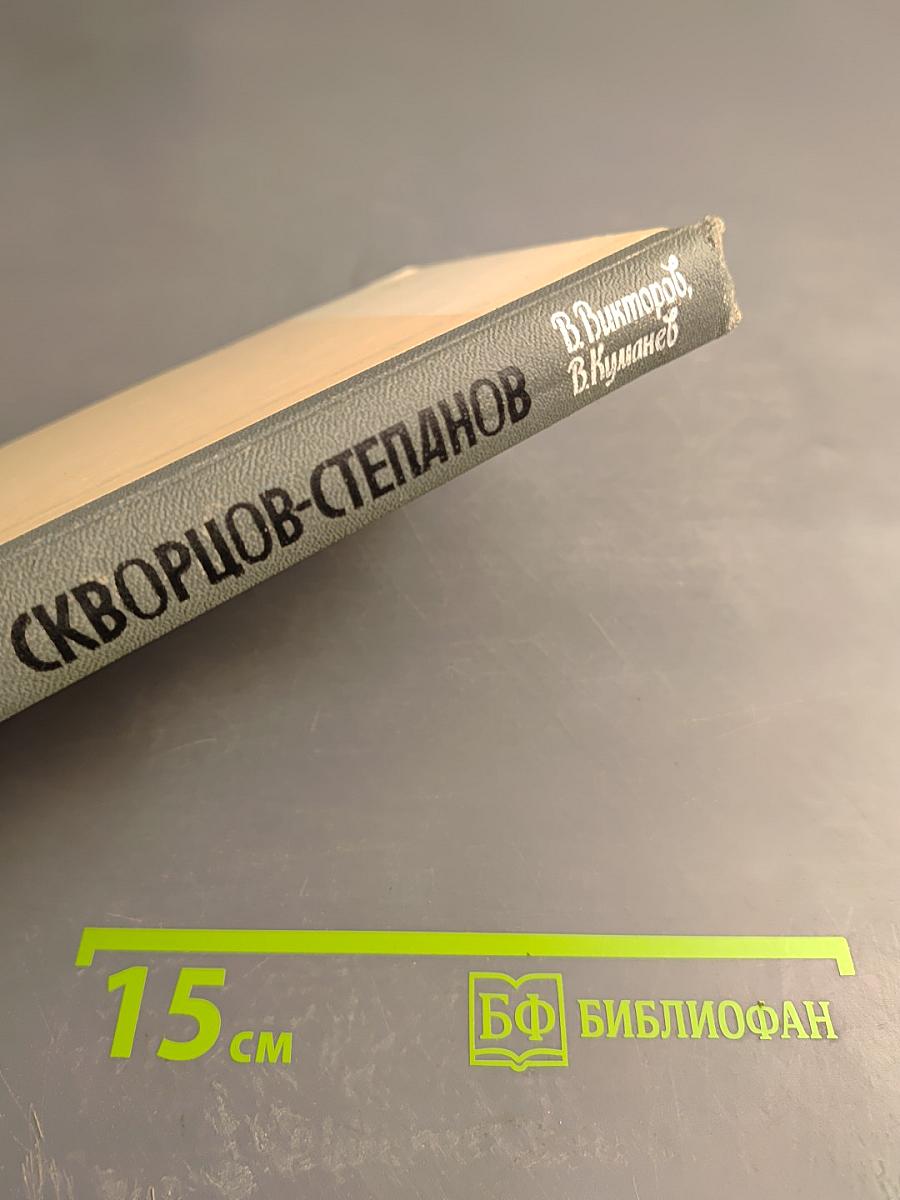 В. Викторов,
В. Куманев
СКВОРЦОВ-СТЕПАНОВ
15 см
БФ БИБЛИОФАН